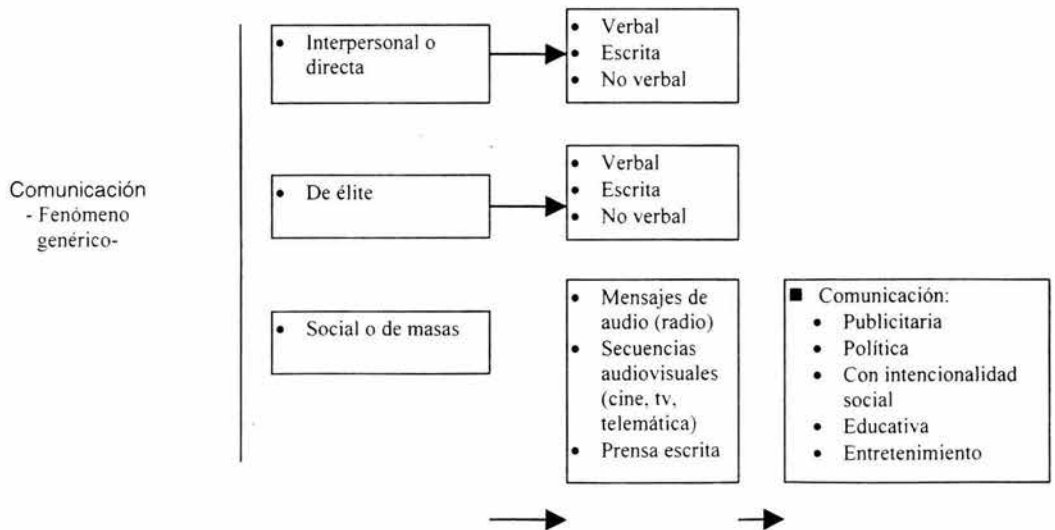 Comunicación
- Fenómeno
genérico-
• Interpersonal o
directa
• Verbal
• Escrita
• No verbal
• De élite
• Verbal
• Escrita
• No verbal
• Social o de masas
• Mensajes de
audio (radio)
• Secuencias
audiovisuales
(cine, tv,
telemática)
• Prensa escrita
■ Comunicación:
• Publicitaria
• Política
• Con intencionalidad
social
• Educativa
• Entretenimiento